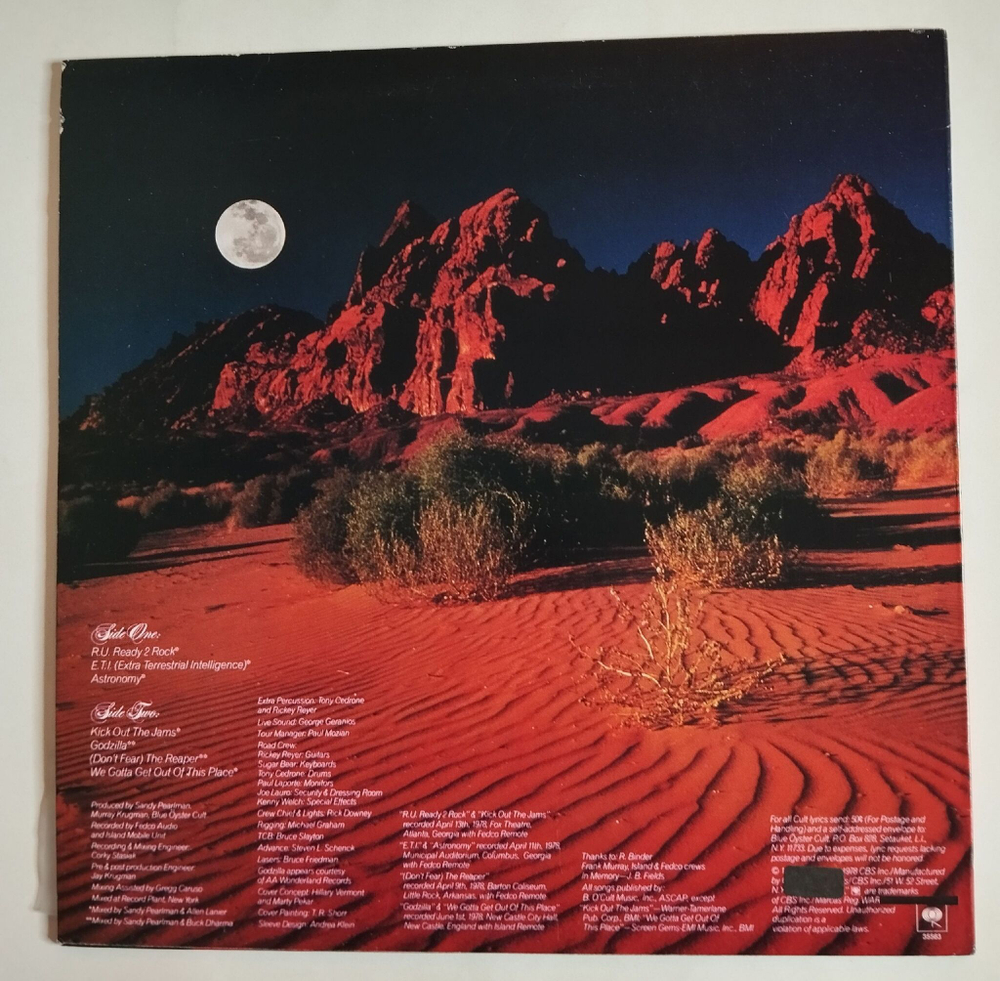 Side One:
R.U. Ready 2 Rock*
E.T.I. (Extra Terrestrial Intelligence)*
Astronomy*
Side Two:
Kick Out The Jams*
Godzilla**
(Don't Fear) The Reaper**
We Gotta Get Out Of This Place*
Produced by Sandy Pearlman,
Murray Krugman, Blue Öyster Cult.
Recorded by Fedco Audio
and Island Mobile Unit
Recording & Mixing Engineer:
Corky Stasiak
Pre & post production Engineer:
Jay Krugman
Mixing Assisted by Gregg Caruso
Mixed at Record Plant, New York
*Mixed by Sandy Pearlman & Allen Lanier
**Mixed by Sandy Pearlman & Buck Dharma
Extra Percussion: Tony Cedrone
and Rickey Reyer
Live Sound: George Geranios
Tour Manager: Paul Mozian
Road Crew:
Rickey Reyer: Guitars
Sugar Bear: Keyboards
Tony Cedrone: Drums
Paul Laporte: Monitors
Joe Lauro: Security & Dressing Room
Kenny Welch: Special Effects
Crew Chief & Lights: Rick Downey
Rigging: Michael Graham
TCB: Bruce Slayton
Advance: Steven L. Schenck
Lasers: Bruce Friedman
Godzilla appears courtesy
of AA Wonderland Records
Cover Concept: Hillary Vermont
and Marty Pekar
Cover Painting: T. R. Shorr
Sleeve Design: Andrea Klein
"R.U. Ready 2 Rock" & "Kick Out The Jams"
recorded April 13th, 1978, Fox Theatre,
Atlanta, Georgia with Fedco Remote
"E.T.I." & "Astronomy" recorded April 11th, 1978,
Municipal Auditorium, Columbus, Georgia
with Fedco Remote
"(Don't Fear) The Reaper"
recorded April 9th, 1978, Barton Coliseum,
Little Rock, Arkansas, with Fedco Remote
"Godzilla" & "We Gotta Get Out Of This Place"
recorded June 1st, 1978, New Castle City Hall,
New Castle, England with Island Remote
Thanks to: R. Binder
Frank Murray, Island & Fedco crews
In Memory—J. B. Fields
All songs published by:
B. O'Cult Music, Inc., ASCAP, except
"Kick Out The Jams"—Warner-Tamerlane
Pub. Corp., BMI; "We Gotta Get Out Of
This Place"—Screen Gems-EMI Music, Inc., BMI
For all Cult lyrics send: 50¢ (For Postage and
Handling) and a self-addressed envelope to:
Blue Öyster Cult, P.O. Box 828, Setauket, L.I.,
N.Y. 11733. Due to expenses, lyric requests lacking
postage and envelopes will not be honored.
1978 CBS Inc./Manufactured
by CBS Inc./51 W. 52 Street,
N.Y. are trademarks
of CBS Inc./Marcas Reg. WAR
All Rights Reserved. Unauthorized
duplication is a
violation of applicable laws.
35563